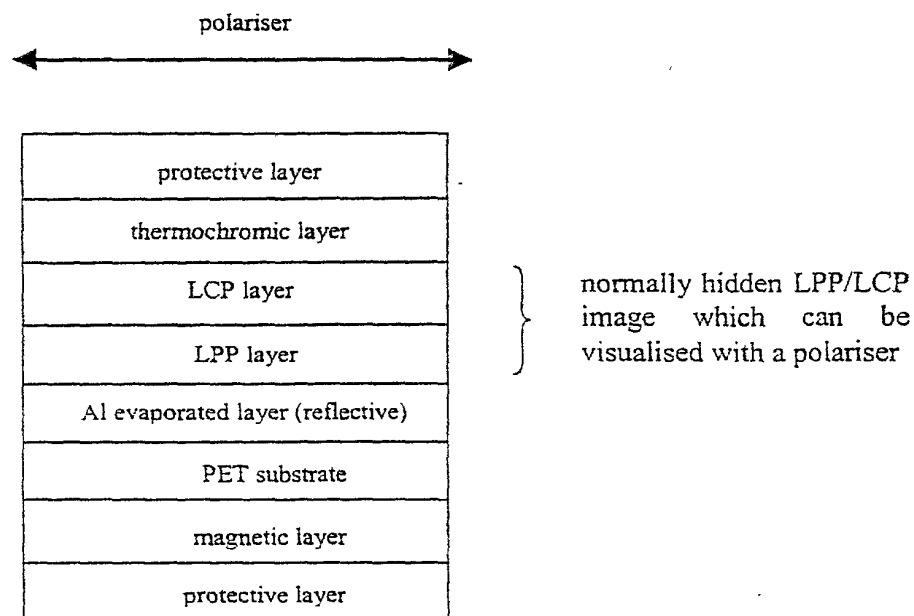 polariser
protective layer
thermochromic layer
LCP layer
normally hidden LPP/LCP
image which can be
visualised with a polariser
LPP layer
Al evaporated layer (reflective)
PET substrate
magnetic layer
protective layer